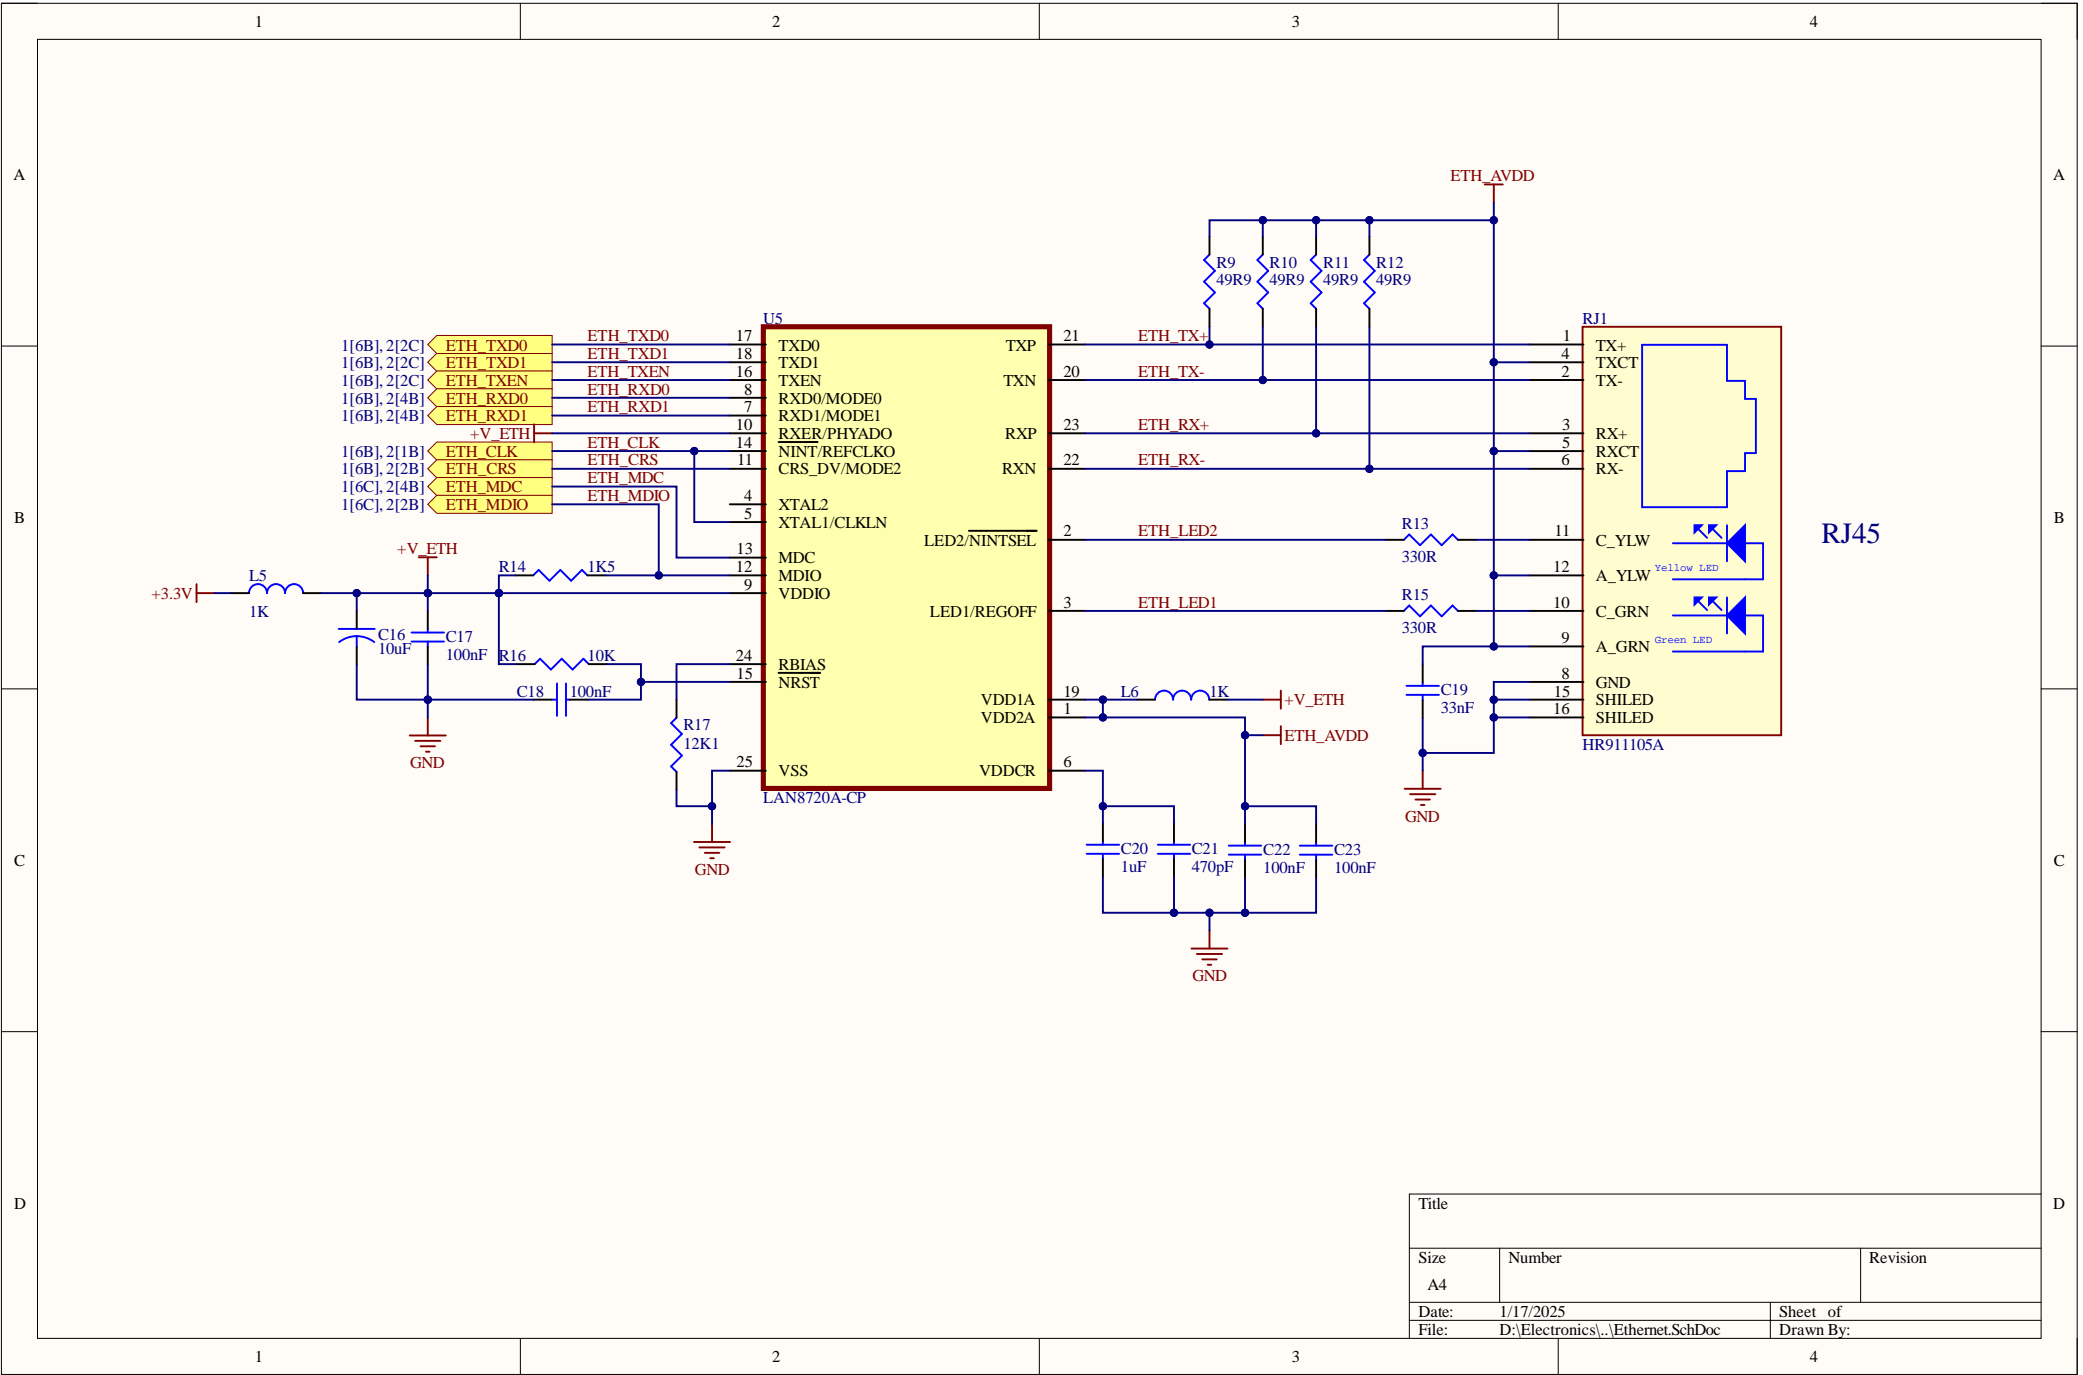 1 2 3 4
A A
ETH_AVDD
R9 R10 R11 R12
49R9 49R9 49R9 49R9
U5 RJ1
1[6B], 2[2C] ETH_TXD0 ETH_TXD0 17 TXD0 TXP 21 ETH_TX+ 1 TX+
1[6B], 2[2C] ETH_TXD1 ETH_TXD1 18 TXD1 4 TXCT
1[6B], 2[2C] ETH_TXEN ETH_TXEN 16 TXEN TXN 20 ETH_TX- 2 TX-
1[6B], 2[4B] ETH_RXD0 ETH_RXD0 8 RXD0/MODE0
1[6B], 2[4B] ETH_RXD1 ETH_RXD1 7 RXD1/MODE1
+V_ETH 10 RXER/PHYADO RXP 23 ETH_RX+ 3 RX+
1[6B], 2[1B] ETH_CLK ETH_CLK 14 NINT/REFCLKO 5 RXCT
1[6B], 2[2B] ETH_CRS ETH_CRS 11 CRS_DV/MODE2 RXN 22 ETH_RX- 6 RX-
1[6C], 2[4B] ETH_MDC ETH_MDC
1[6C], 2[2B] ETH_MDIO ETH_MDIO 4 XTAL2
5 XTAL1/CLKLN
B B
LED2/NINTSEL 2 ETH_LED2 R13 330R 11 C_YLW RJ45
+V_ETH 13 MDC
R14 1K5 12 MDIO 12 A_YLW Yellow LED
+3.3V L5 1K 9 VDDIO
LED1/REGOFF 3 ETH_LED1 R15 330R 10 C_GRN
C16 10uF C17 100nF
9 A_GRN Green LED
R16 10K 24 RBIAS
C18 100nF 15 NRST 8 GND
VDD1A 19 L6 1K +V_ETH C19 33nF 15 SHILED
VDD2A 1 16 SHILED
R17 12K1 ETH_AVDD
HR911105A
GND
25 VSS VDDCR 6
LAN8720A-CP
GND
C C
GND
C20 C21 C22 C23
1uF 470pF 100nF 100nF
GND
D D
Title
Size Number Revision
A4
Date: 1/17/2025 Sheet of
File: D:\Electronics\..\Ethernet.SchDoc Drawn By:
1 2 3 4